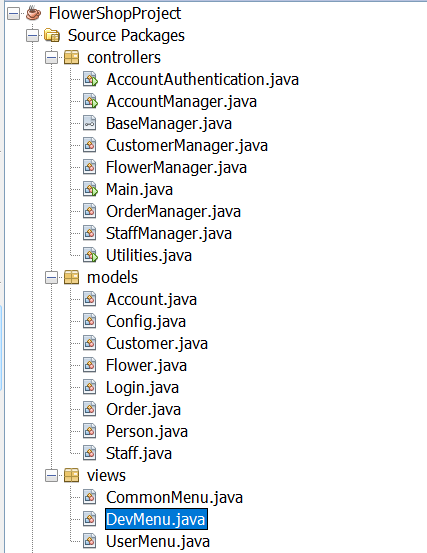 FlowerShopProject
Source Packages
controllers
AccountAuthentication.java
AccountManager.java
BaseManager.java
CustomerManager.java
FlowerManager.java
Main.java
OrderManager.java
StaffManager.java
Utilities.java
models
Account.java
Config.java
Customer.java
Flower.java
Login.java
Order.java
Person.java
Staff.java
views
CommonMenu.java
DevMenu.java
UserMenu.java